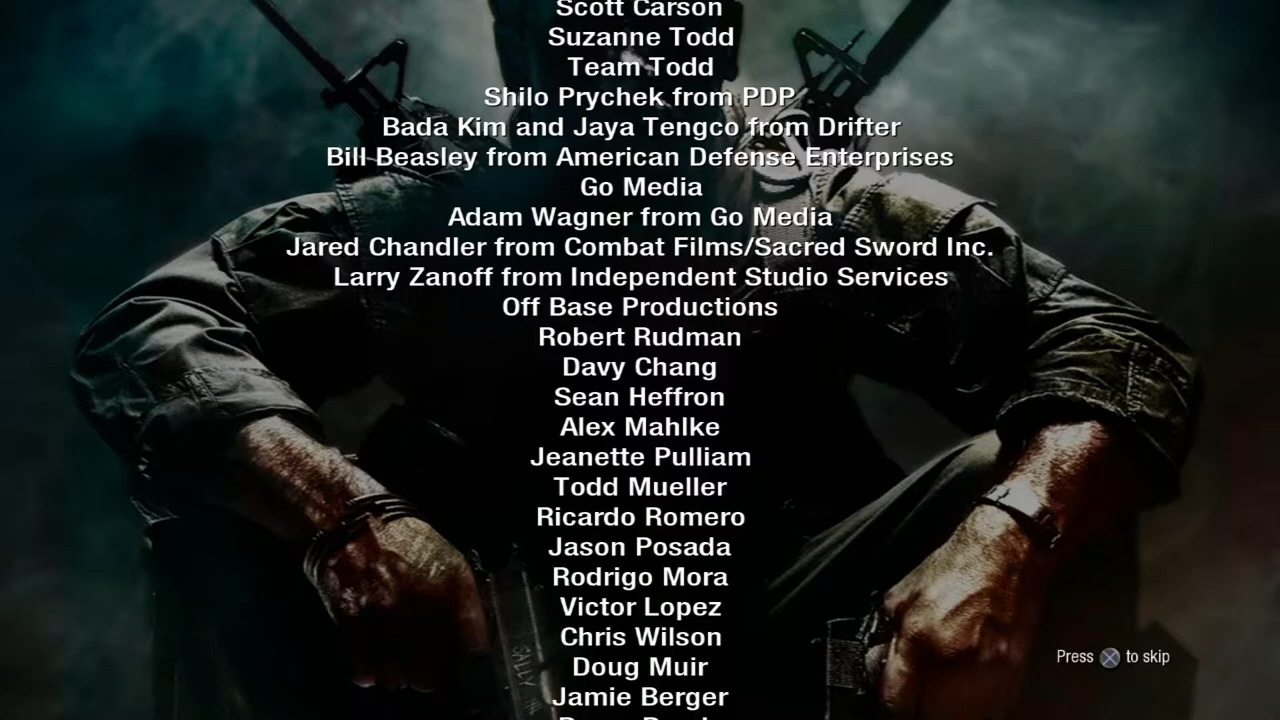 Scott Carson
Suzanne Todd
Team Todd
Shilo Prychek from PDP
Bada Kim and Jaya Tengco from Drifter
Bill Beasley from American Defense Enterprises
Go Media
Adam Wagner from Go Media
Jared Chandler from Combat Films/Sacred Sword Inc.
Larry Zanoff from Independent Studio Services
Off Base Productions
Robert Rudman
Davy Chang
Sean Heffron
Alex Mahlke
Jeanette Pulliam
Todd Mueller
Ricardo Romero
Jason Posada
Rodrigo Mora
Victor Lopez
Chris Wilson
Doug Muir
Press X to skip
SALLY
Jamie Berger